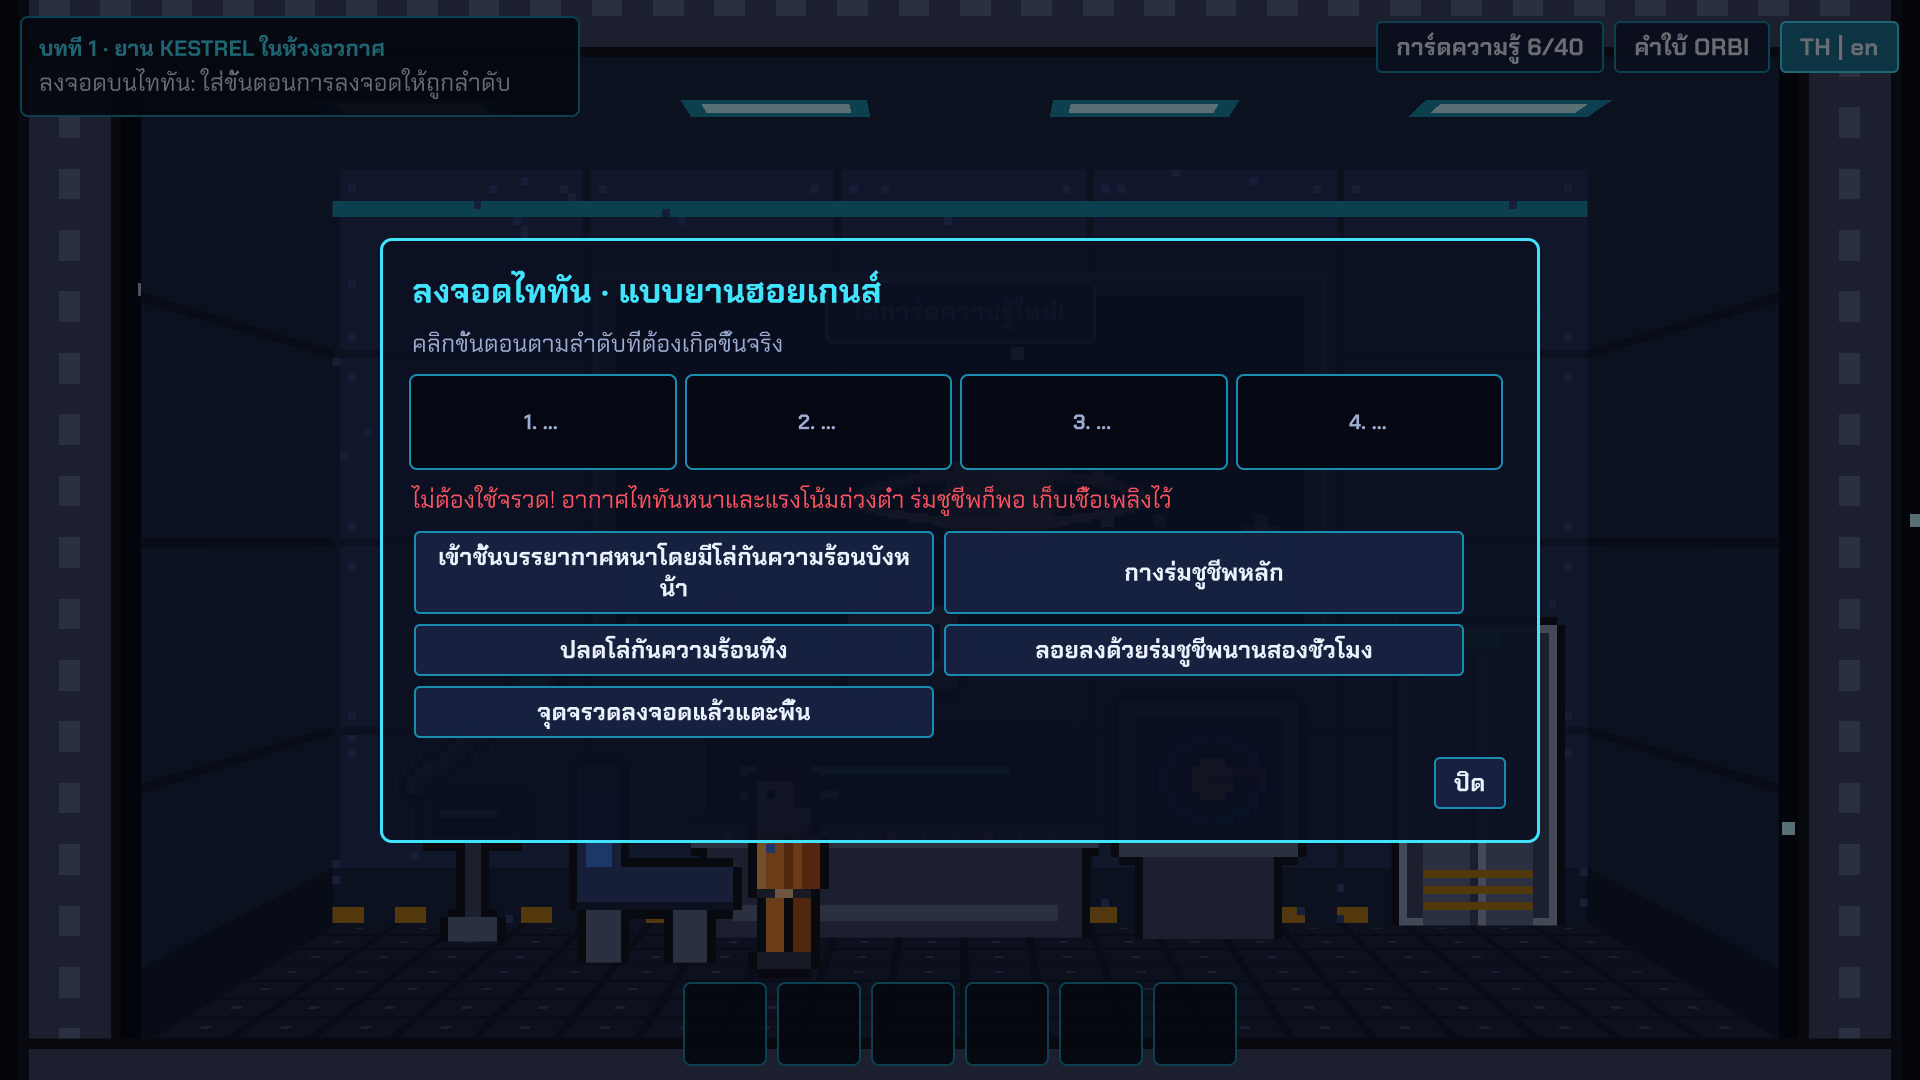 บทที่ 1 · ยาน KESTREL ในห้วงอวกาศ
ลงจอดบนไททัน: ใส่ขั้นตอนการลงจอดให้ถูกลำดับ
การ์ดความรู้ 6/40
คำใบ้ ORBI
TH | en
ลงจอดไททัน · แบบยานฮอยเกนส์
ได้การ์ดความรู้ใหม่!
คลิกขั้นตอนตามลำดับที่ต้องเกิดขึ้นจริง
1. ...
2. ...
3. ...
4. ...
ไม่ต้องใช้จรวด! อากาศไททันหนาและแรงโน้มถ่วงต่ำ ร่มชูชีพก็พอ เก็บเชื้อเพลิงไว้
เข้าชั้นบรรยากาศหนาโดยมีโล่กันความร้อนบังห
น้า
กางร่มชูชีพหลัก
ปลดโล่กันความร้อนทิ้ง
ลอยลงด้วยร่มชูชีพนานสองชั่วโมง
จุดจรวดลงจอดแล้วแตะพื้น
ปิด